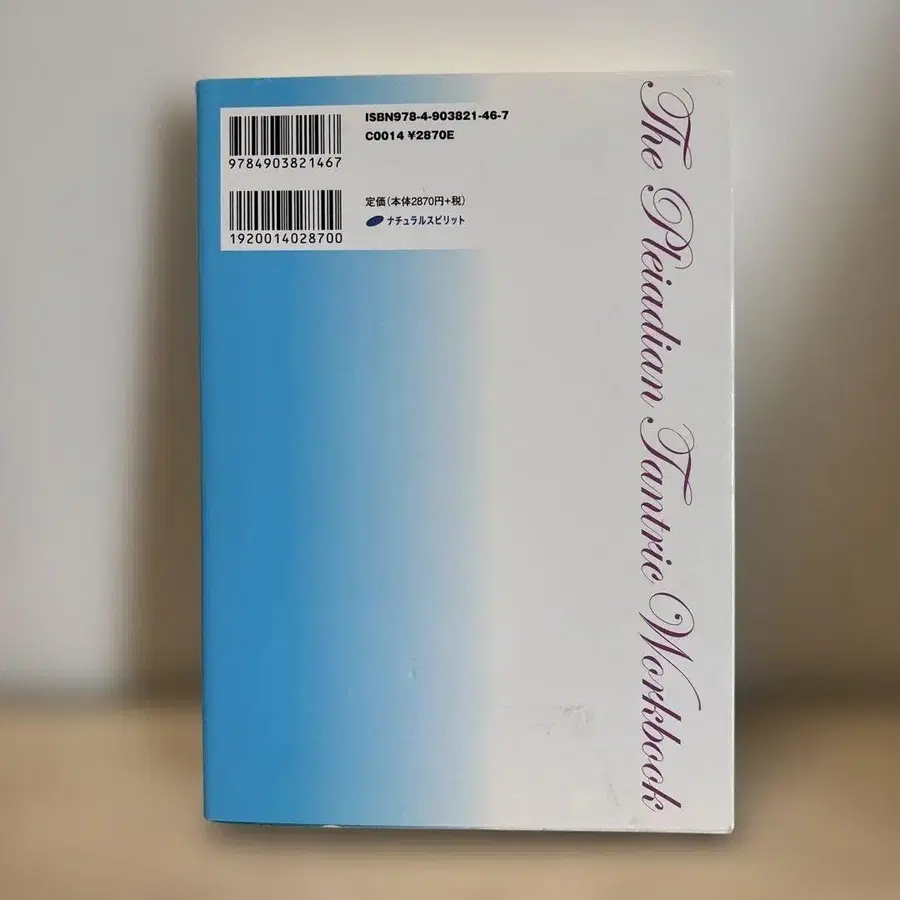 ISBN978-4-903821-46-7
C0014 ¥2870E
9784903821467
定価(本体2870円+税)
ナチュラルスピリット
1920014028700
The Pleiadian Tantric Workbook